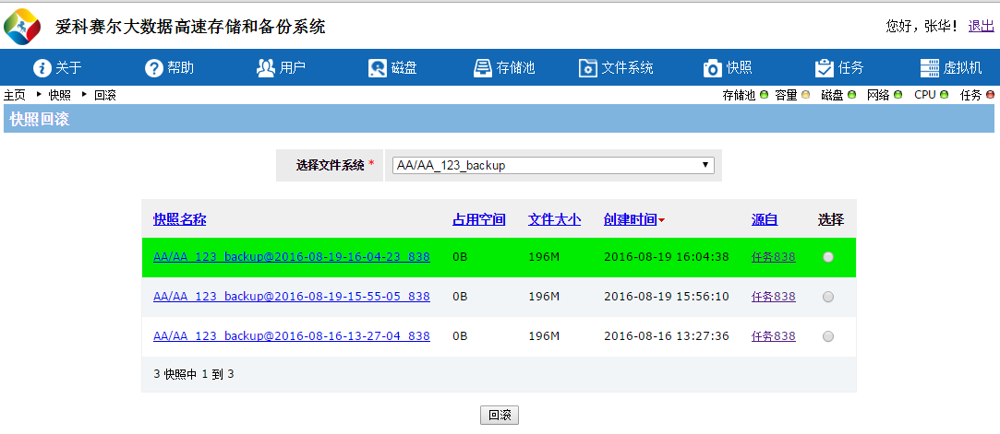 爱科赛尔大数据高速存储和备份系统
您好，张华！ 退出
关于 帮助 用户 磁盘 存储池 文件系统 快照 任务 虚拟机
主页 快照 回滚
存储池 容量 磁盘 网络 CPU 任务
快照回滚
选择文件系统 * AA/AA_123_backup
快照名称 占用空间 文件大小 创建时间 源自 选择
AA/AA_123_backup@2016-08-19-16-04-23_838 0B 196M 2016-08-19 16:04:38 任务838
AA/AA_123_backup@2016-08-19-15-55-05_838 0B 196M 2016-08-19 15:56:10 任务838
AA/AA_123_backup@2016-08-16-13-27-04_838 0B 196M 2016-08-16 13:27:36 任务838
3 快照中 1 到 3
回滚